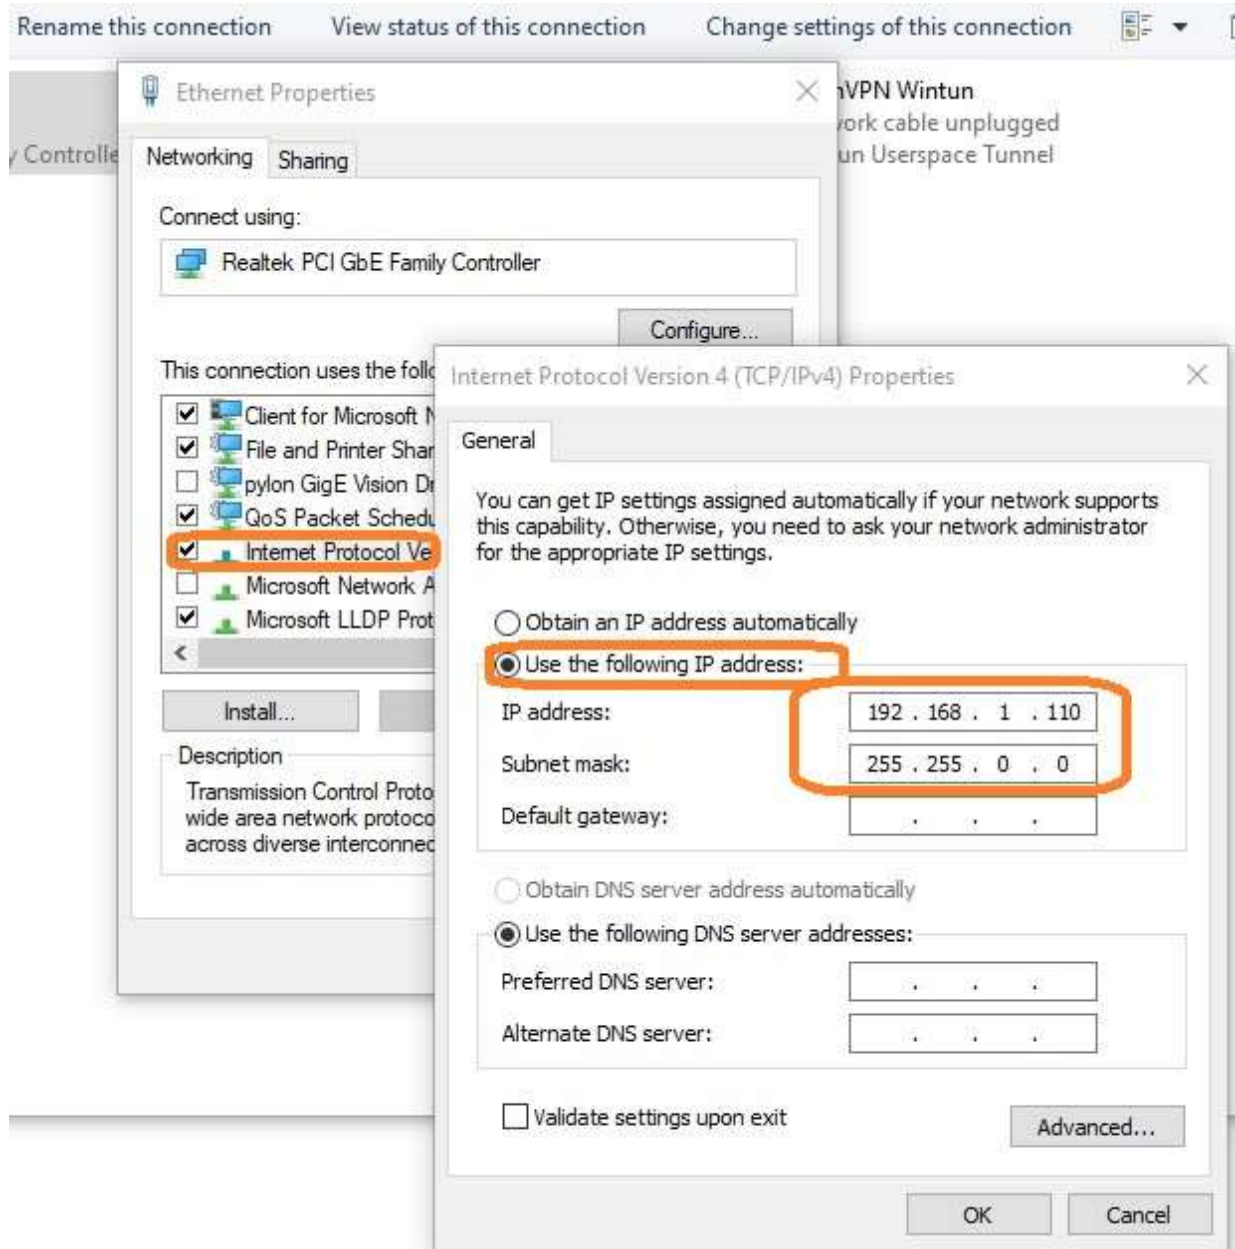 Rename this connection View status of this connection Change settings of this connection
Ethernet Properties
nVPN Wintun
work cable unplugged
un Userspace Tunnel
y Controlle
Networking Sharing
Connect using:
Realtek PCI GbE Family Controller
Configure...
This connection uses the follo
Client for Microsoft N
File and Printer Shar
pylon GigE Vision Dr
QoS Packet Schedu
Internet Protocol Ve
Microsoft Network A
Microsoft LLDP Prot
Install...
Description
Transmission Control Proto
wide area network protoco
across diverse interconnec
Internet Protocol Version 4 (TCP/IPv4) Properties
General
You can get IP settings assigned automatically if your network supports
this capability. Otherwise, you need to ask your network administrator
for the appropriate IP settings.
Obtain an IP address automatically
Use the following IP address:
IP address: 192 . 168 . 1 . 110
Subnet mask: 255 . 255 . 0 . 0
Default gateway: . . .
Obtain DNS server address automatically
Use the following DNS server addresses:
Preferred DNS server: . . .
Alternate DNS server: . . .
Validate settings upon exit
Advanced...
OK Cancel